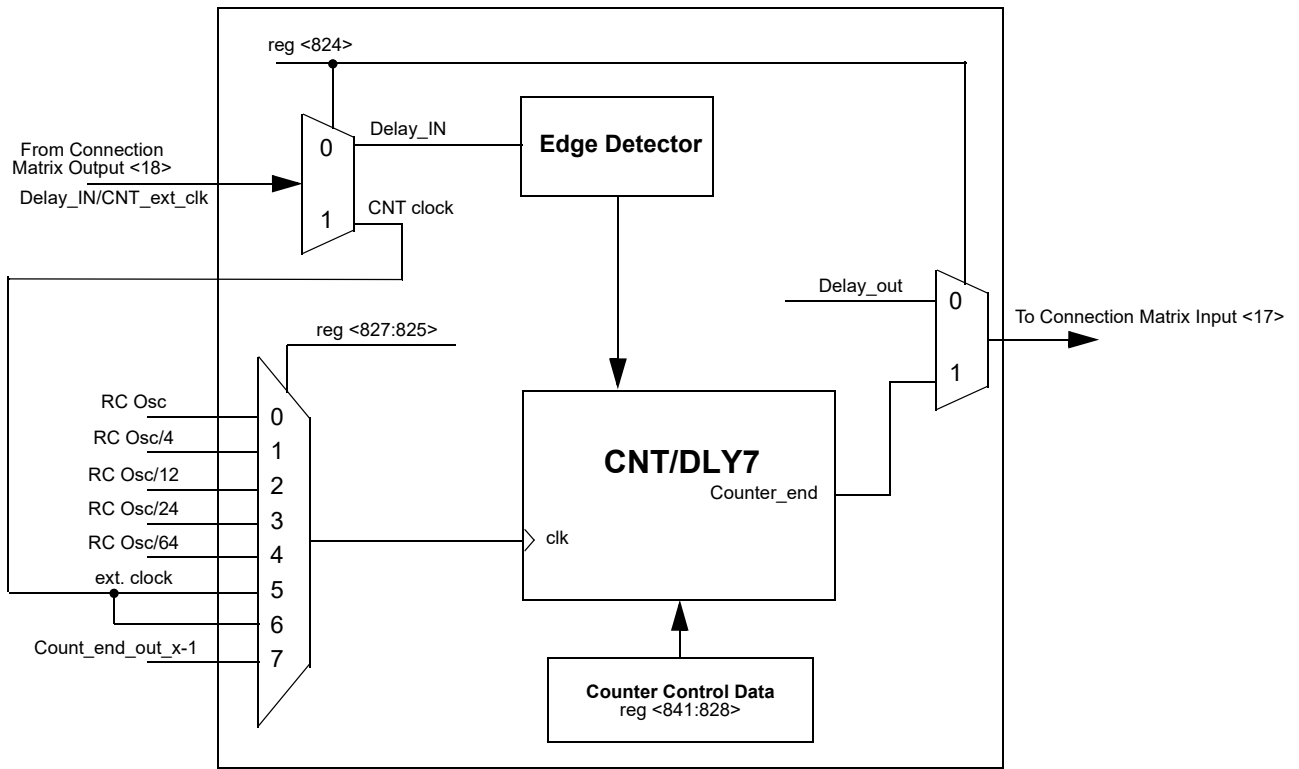 reg <824>
From Connection
Matrix Output <18>
Delay_IN/CNT_ext_clk
0
1
Delay_IN
CNT clock
Edge Detector
Delay_out
0
1
To Connection Matrix Input <17>
reg <827:825>
RC Osc
0
RC Osc/4
1
RC Osc/12
2
RC Osc/24
3
RC Osc/64
4
ext. clock
5
6
Count_end_out_x-1
7
CNT/DLY7
Counter_end
clk
Counter Control Data
reg <841:828>